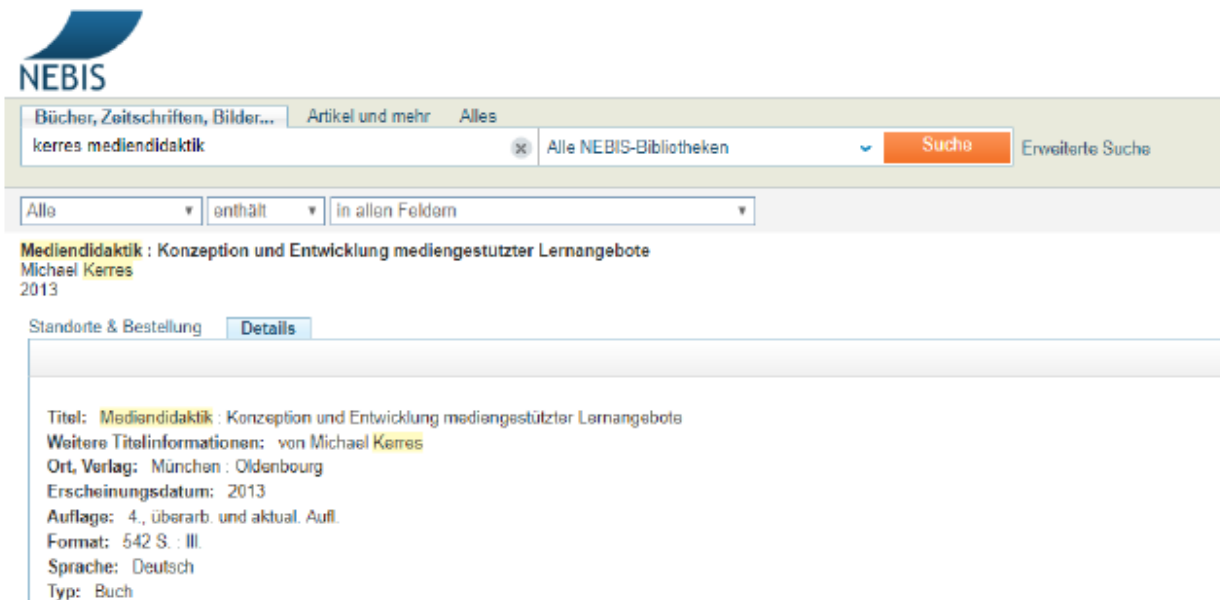 NEBIS
Bücher, Zeitschriften, Bilder... Artikel und mehr Alles
kerres mediendidaktik Alle NEBIS-Bibliotheken Suche Erweiterte Suche
Alle enthält in allen Feldern
Mediendidaktik : Konzeption und Entwicklung mediengestützter Lernangebote
Michael Kerres
2013
Standorte & Bestellung Details
Titel: Mediendidaktik : Konzeption und Entwicklung mediengestützter Lernangebote
Weitere Titelinformationen: von Michael Kerres
Ort, Verlag: München : Oldenbourg
Erscheinungsdatum: 2013
Auflage: 4., überarb. und aktual. Aufl.
Format: 542 S. : Ill.
Sprache: Deutsch
Typ: Buch